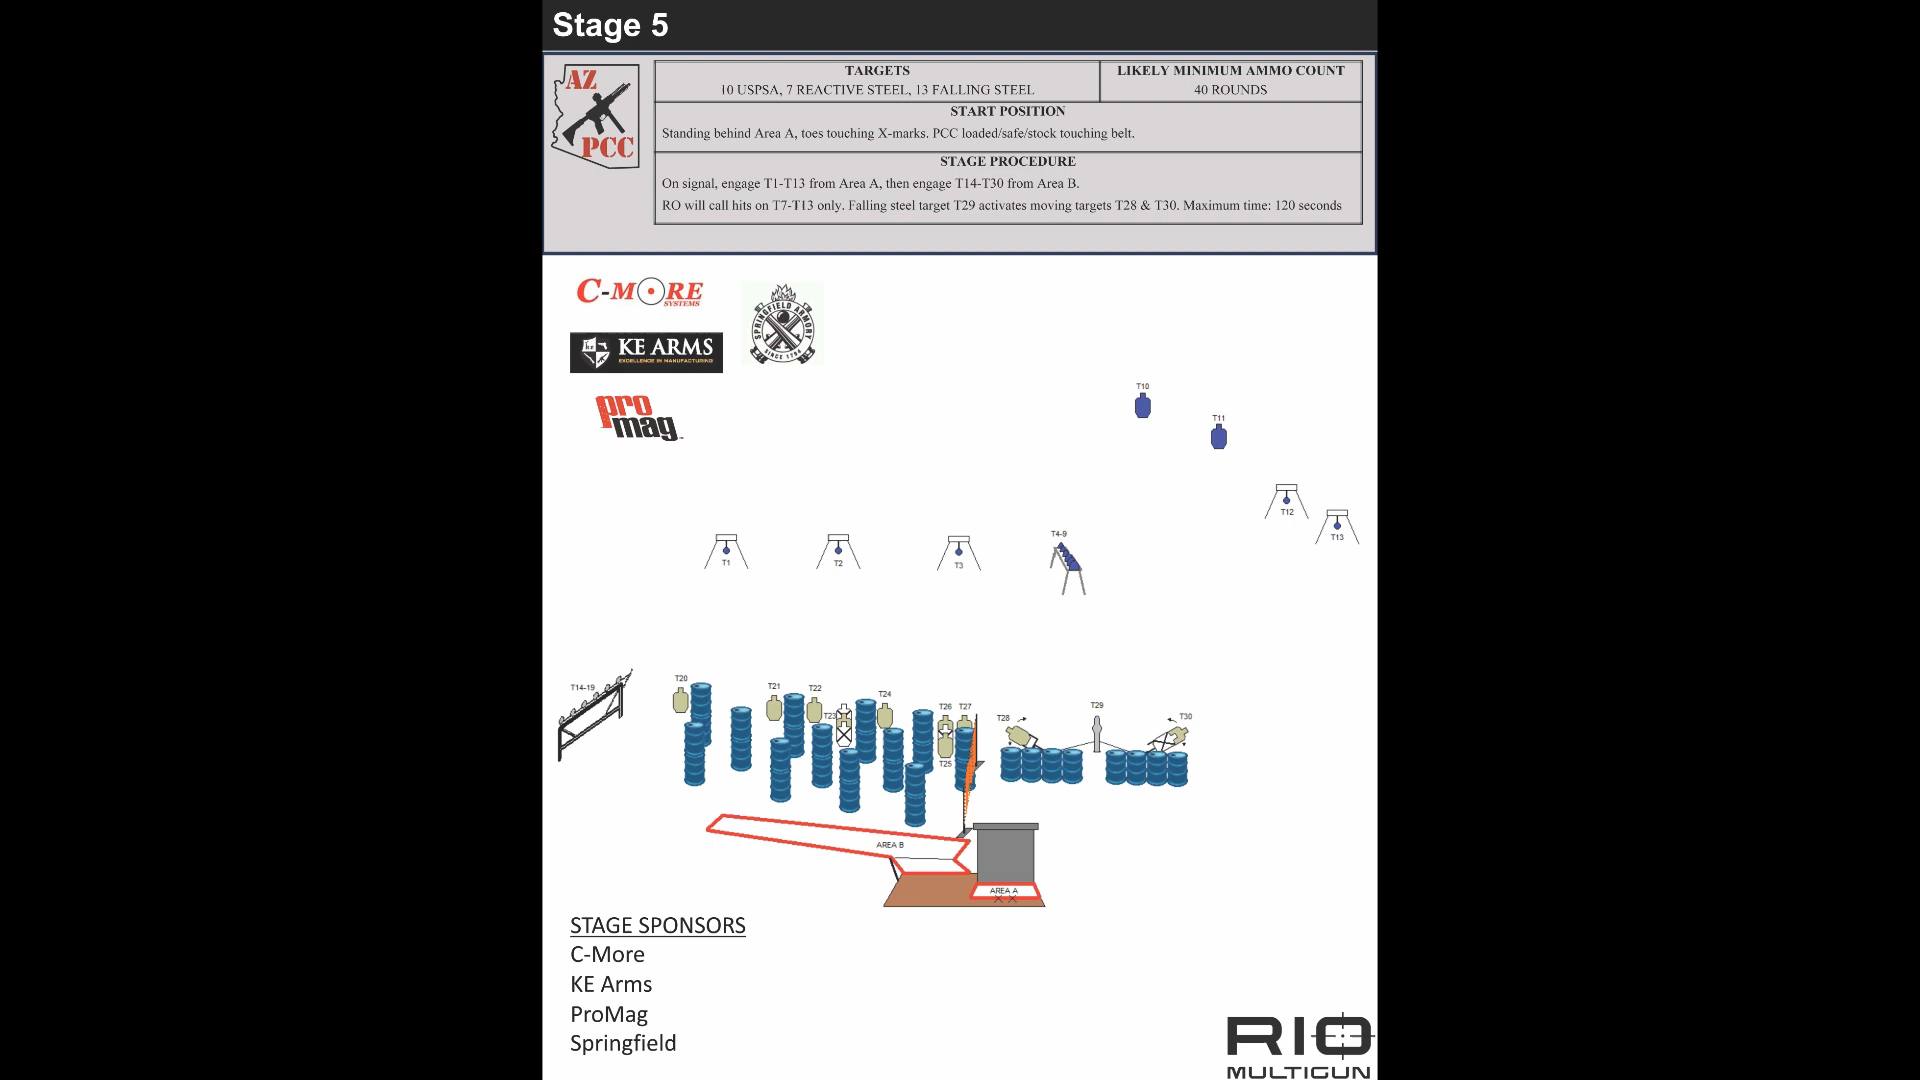 Stage 5
AZ
PCC
TARGETS
10 USPSA, 7 REACTIVE STEEL, 13 FALLING STEEL
LIKELY MINIMUM AMMO COUNT
40 ROUNDS
START POSITION
Standing behind Area A, toes touching X-marks. PCC loaded/safe/stock touching belt.
STAGE PROCEDURE
On signal, engage T1-T13 from Area A, then engage T14-T30 from Area B.
RO will call hits on T7-T13 only. Falling steel target T29 activates moving targets T28 & T30. Maximum time: 120 seconds
C-MORE
SYSTEMS
SPRINGFIELD ARMORY
SINCE 1794
KE ARMS
EXCELLENCE IN MANUFACTURING
pro
mag
T10
T11
T12
T13
T1
T2
T3
T4-9
T14-19
T20
T21
T22
T23
T24
T26
T27
T25
T28
T29
T30
AREA B
AREA A
STAGE SPONSORS
C-More
KE Arms
ProMag
Springfield
RIO
MULTIGUN